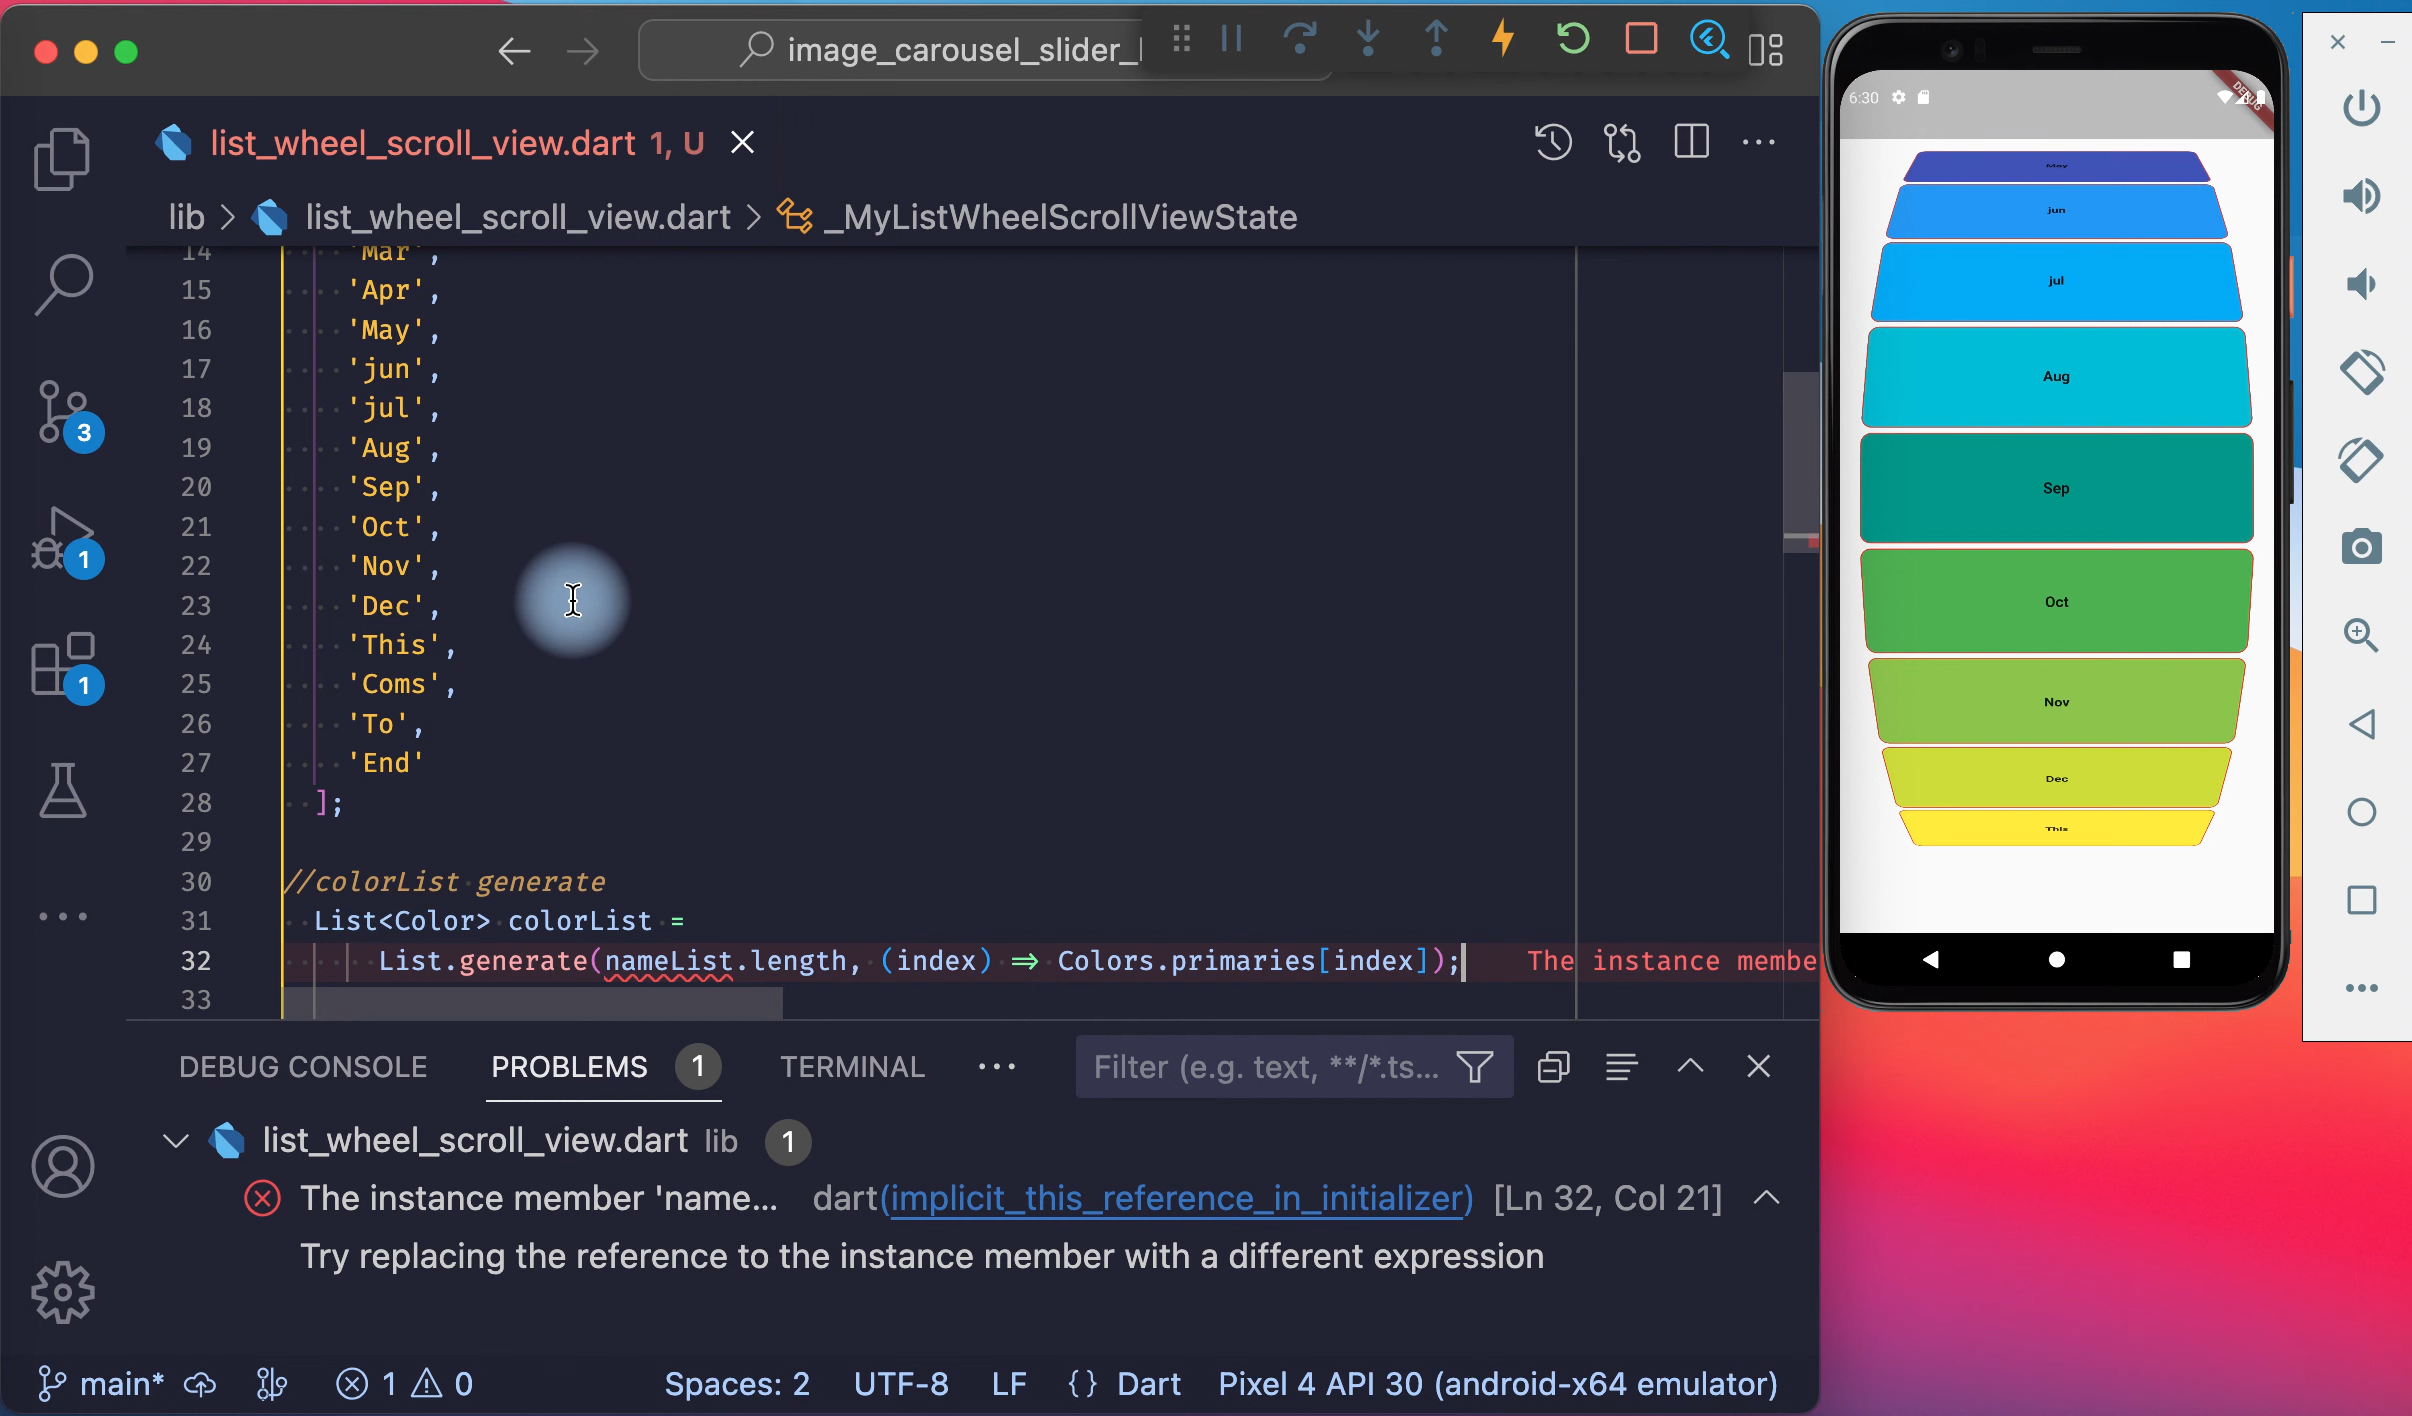 image_carousel_slider_l
list_wheel_scroll_view.dart 1, U
lib > list_wheel_scroll_view.dart > _MyListWheelScrollViewState
14 'Mar',
15 'Apr',
16 'May',
17 'jun',
18 'jul',
19 'Aug',
20 'Sep',
21 'Oct',
22 'Nov',
23 'Dec',
24 'This',
25 'Coms',
26 'To',
27 'End'
28 ];
29
30 //colorList generate
31 List<Color> colorList =
32 List.generate(nameList.length, (index) => Colors.primaries[index]); The instance membe
33
3
1
1
DEBUG CONSOLE PROBLEMS 1 TERMINAL ... Filter (e.g. text, **/*.ts...
list_wheel_scroll_view.dart lib 1
The instance member 'name... dart(implicit_this_reference_in_initializer) [Ln 32, Col 21]
Try replacing the reference to the instance member with a different expression
main* 1 0 Spaces: 2 UTF-8 LF {} Dart Pixel 4 API 30 (android-x64 emulator)
6:30
DEBUG
May
jun
jul
Aug
Sep
Oct
Nov
Dec
This